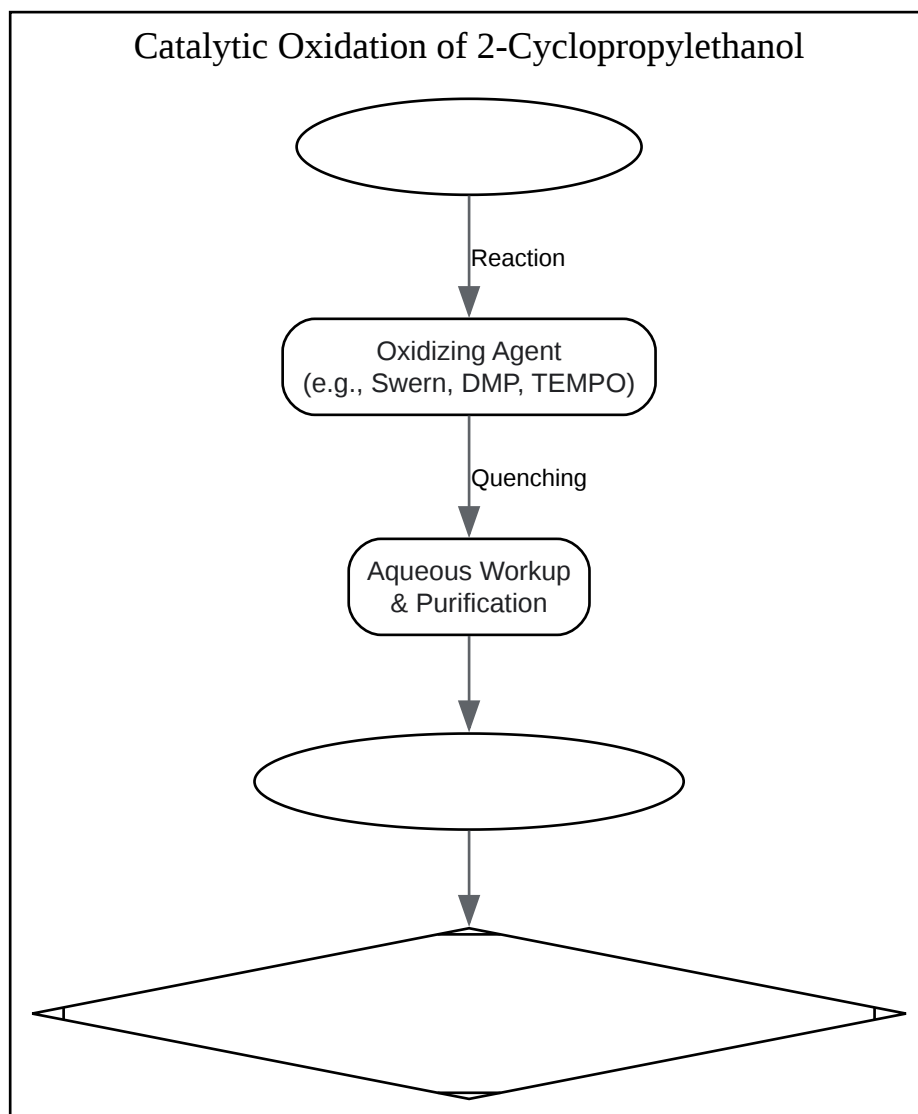 Catalytic Oxidation of 2-Cyclopropylethanol
Reaction
Oxidizing Agent
(e.g., Swern, DMP, TEMPO)
Quenching
Aqueous Workup
& Purification